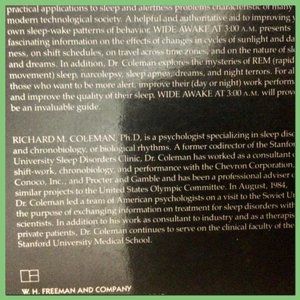 practical applications to sleep and alertness problems characteristic of many
modern technological society. A helpful and authoritative aid to improving y
own sleep-wake patterns of behavior, WIDE AWAKE AT 3:00 A.M. presents
fascinating information on the effects of changes in cycles of sunlight and da
ness, on shift schedules, on travel across time zones, and on the nature of sle
and dreams. In addition, Dr. Coleman explores the mysteries of REM (rapid
movement) sleep, narcolepsy, sleep apnea, dreams, and night terrors. For all
those who want to be more alert, improve their (day or night) work perform
and improve the quality of their sleep, WIDE AWAKE AT 3:00 A.M. will prov
be an invaluable guide.
RICHARD M. COLEMAN, Ph.D, is a psychologist specializing in sleep disc
and chronobiology, or biological rhythms. A former codirector of the Stanfor
University Sleep Disorders Clinic, Dr. Coleman has worked as a consultant o
shift-work, chronobiology, and performance with the Chevron Corporation,
Conoco, Inc., and Procter and Gamble and has been a professional adviser o
similar projects to the United States Olympic Committee. In August, 1984,
Dr. Coleman led a team of American psychologists on a visit to the Soviet U
the purpose of exchanging information on treatment for sleep disorders with
scientists. In addition to his work as consultant to industry and as a therapis
private patients, Dr. Coleman continues to serve on the clinical faculty of the
Stanford University Medical School.
W. H. FREEMAN AND COMPANY